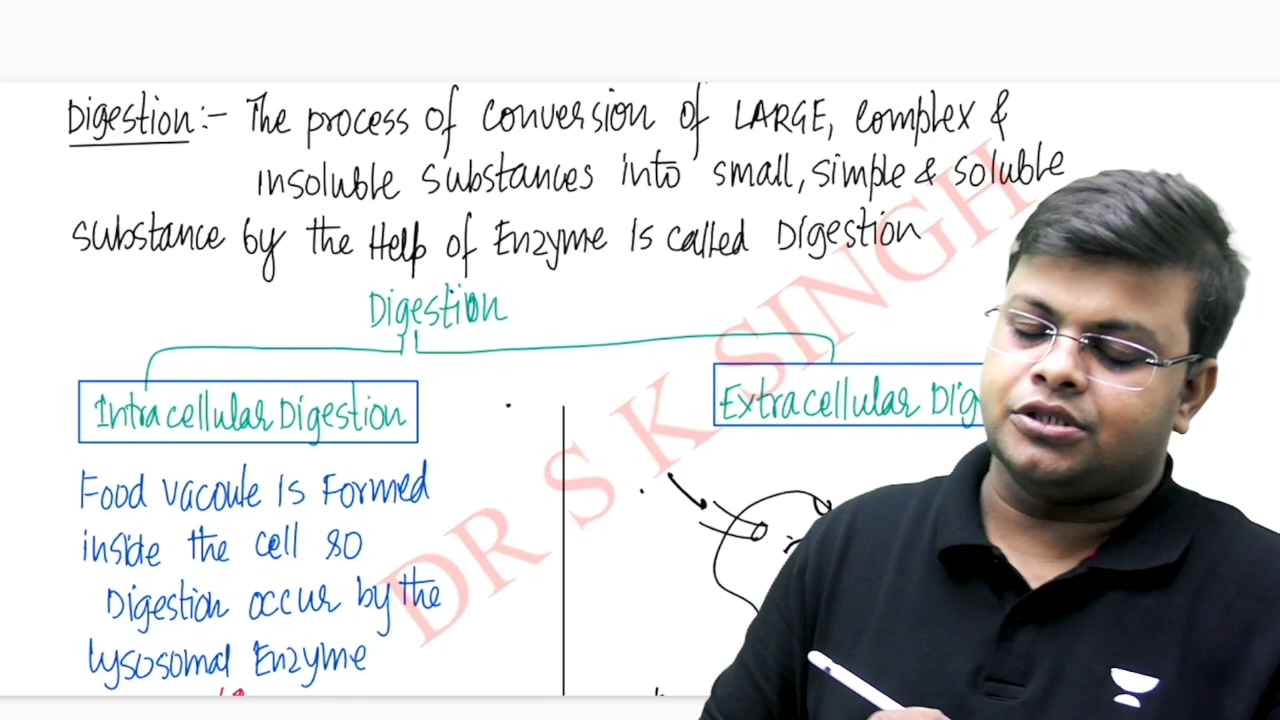 Digestion:- The process of conversion of LARGE, complex &
insoluble substances into small, simple & soluble
substance by the Help of Enzyme is called Digestion
Digestion
Intracellular Digestion
Extracellular Dig
Food vacoule is Formed
inside the cell so
Digestion occur by the
lysosomal Enzyme
DR S K SINGH